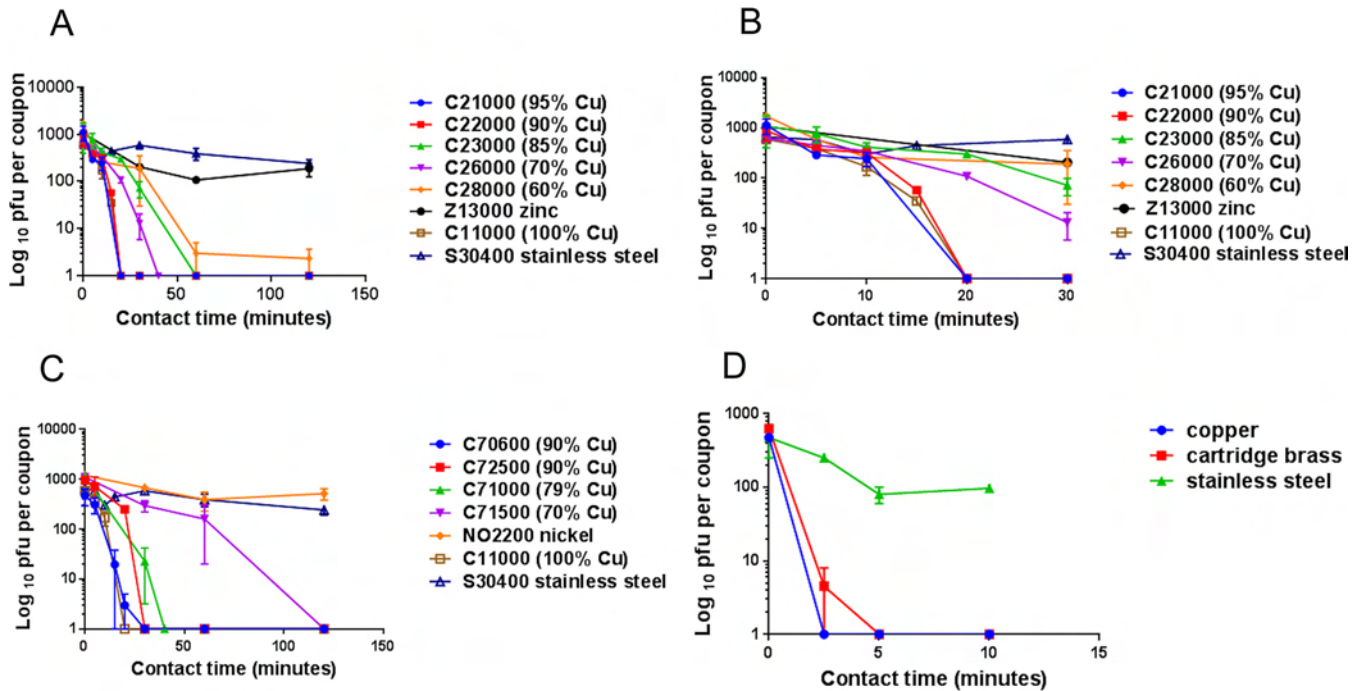 A
Log 10 pfu per coupon
10000
1000
100
10
1
0
50
100
150
Contact time (minutes)
C21000 (95% Cu)
C22000 (90% Cu)
C23000 (85% Cu)
C26000 (70% Cu)
C28000 (60% Cu)
Z13000 zinc
C11000 (100% Cu)
S30400 stainless steel
B
Log 10 pfu per coupon
10000
1000
100
10
1
0
10
20
30
Contact time (minutes)
C21000 (95% Cu)
C22000 (90% Cu)
C23000 (85% Cu)
C26000 (70% Cu)
C28000 (60% Cu)
Z13000 zinc
C11000 (100% Cu)
S30400 stainless steel
C
Log 10 pfu per coupon
10000
1000
100
10
1
0
50
100
150
Contact time (minutes)
C70600 (90% Cu)
C72500 (90% Cu)
C71000 (79% Cu)
C71500 (70% Cu)
NO2200 nickel
C11000 (100% Cu)
S30400 stainless steel
D
Log 10 pfu per coupon
1000
100
10
1
0
5
10
15
Contact time (minutes)
copper
cartridge brass
stainless steel